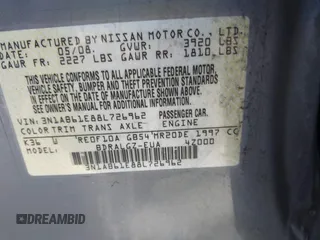 MANUFACTURED BY NISSAN MOTOR CO., LTD.
DATE: 05/08. GVWR: 3920 LBS
GAWR FR: 2227 LBS GAWR RR: 1810 LBS
THIS VEHICLE CONFORMS TO ALL APPLICABLE
FEDERAL MOTOR VEHICLE SAFETY, BUMPER, AND
THEFT PREVENTION STANDARDS IN EFFECT ON THE DATE OF
MANUFACTURE SHOWN ABOVE.
SEE OWNER'S MANUAL FOR ADDITIONAL INFORMATION.
VIN: 3N1AB61E88L726962 PASSENGER CAR
COLOR TRIM TRANS AXLE ENGINE
K36 W RE0F10A GB54 MR20DE 1997 CC
MODEL: BDRALGZ-EUA 4Z000
3N1AB61E88L726962
DREAMBID